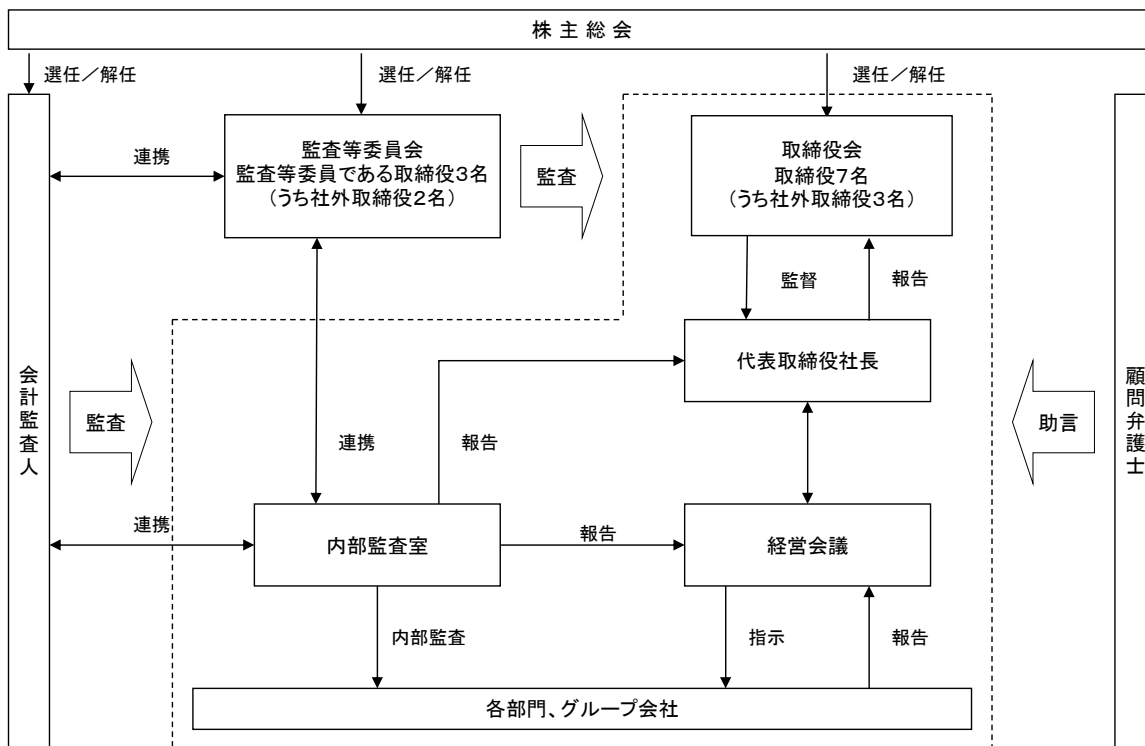 株主総会
選任／解任
選任／解任
選任／解任
監査等委員会
監査等委員である取締役３名
（うち社外取締役２名）
連携
監査
取締役会
取締役７名
（うち社外取締役３名）
監督
報告
代表取締役社長
会計監査人
監査
連携
報告
助言
顧問弁護士
連携
内部監査室
報告
経営会議
内部監査
指示
報告
各部門、グループ会社